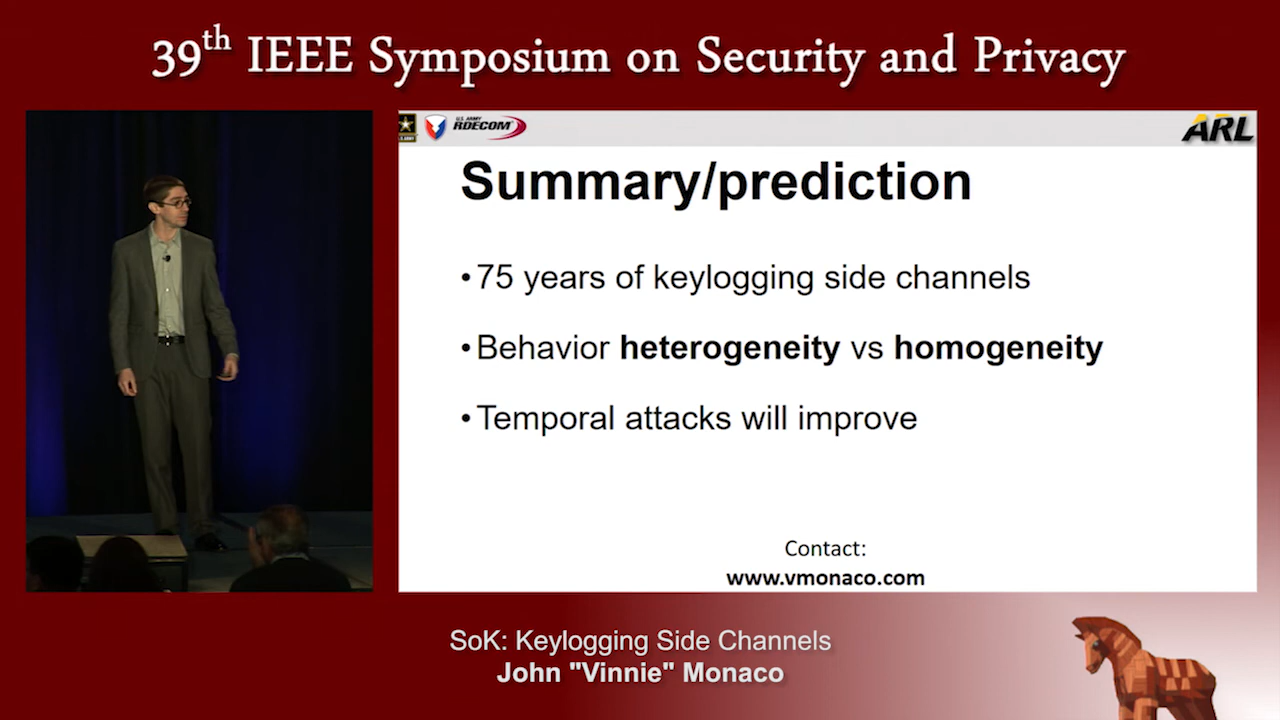 39th IEEE Symposium on Security and Privacy
U.S. ARMY
U.S. ARMY
RDECOM
ARL
Summary/prediction
•75 years of keylogging side channels
•Behavior heterogeneity vs homogeneity
•Temporal attacks will improve
Contact:
www.vmonaco.com
SoK: Keylogging Side Channels
John "Vinnie" Monaco